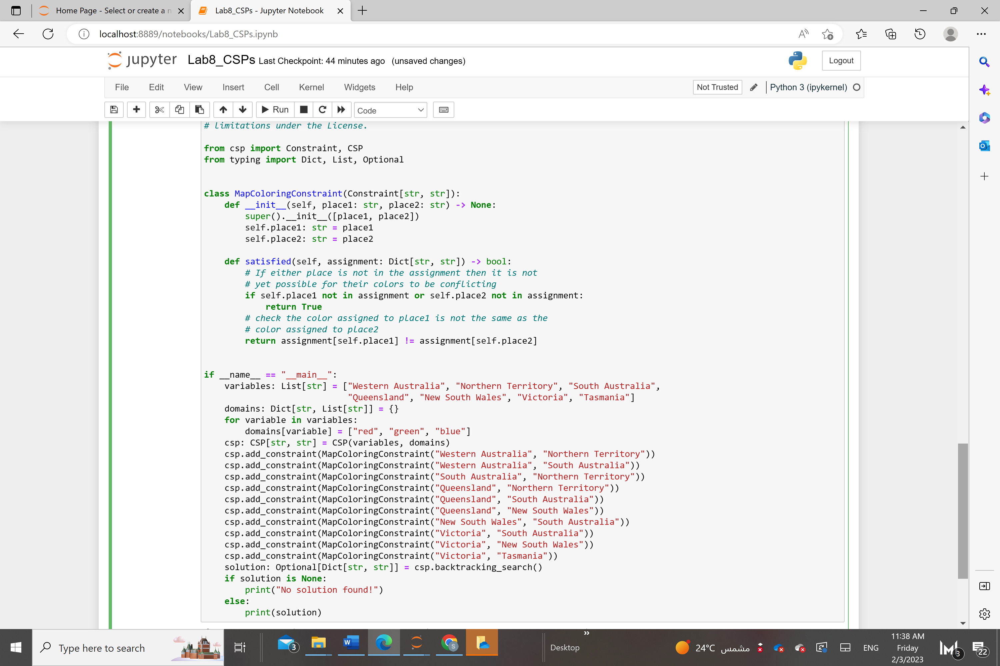 Home Page - Select or create a n
Lab8_CSPs - Jupyter Notebook
localhost:8889/notebooks/Lab8_CSPs.ipynb
jupyter Lab8_CSPs Last Checkpoint: 44 minutes ago (unsaved changes)
Logout
File Edit View Insert Cell Kernel Widgets Help
Not Trusted
Python 3 (ipykernel)
Run
Code
# limitations under the License.
from csp import Constraint, CSP
from typing import Dict, List, Optional
class MapColoringConstraint(Constraint[str, str]):
    def __init__(self, place1: str, place2: str) -> None:
        super().__init__([place1, place2])
        self.place1: str = place1
        self.place2: str = place2
    def satisfied(self, assignment: Dict[str, str]) -> bool:
        # If either place is not in the assignment then it is not
        # yet possible for their colors to be conflicting
        if self.place1 not in assignment or self.place2 not in assignment:
            return True
        # check the color assigned to place1 is not the same as the
        # color assigned to place2
        return assignment[self.place1] != assignment[self.place2]
if __name__ == "__main__":
    variables: List[str] = ["Western Australia", "Northern Territory", "South Australia",
                            "Queensland", "New South Wales", "Victoria", "Tasmania"]
    domains: Dict[str, List[str]] = {}
    for variable in variables:
        domains[variable] = ["red", "green", "blue"]
    csp: CSP[str, str] = CSP(variables, domains)
    csp.add_constraint(MapColoringConstraint("Western Australia", "Northern Territory"))
    csp.add_constraint(MapColoringConstraint("Western Australia", "South Australia"))
    csp.add_constraint(MapColoringConstraint("South Australia", "Northern Territory"))
    csp.add_constraint(MapColoringConstraint("Queensland", "Northern Territory"))
    csp.add_constraint(MapColoringConstraint("Queensland", "South Australia"))
    csp.add_constraint(MapColoringConstraint("Queensland", "New South Wales"))
    csp.add_constraint(MapColoringConstraint("New South Wales", "South Australia"))
    csp.add_constraint(MapColoringConstraint("Victoria", "South Australia"))
    csp.add_constraint(MapColoringConstraint("Victoria", "New South Wales"))
    csp.add_constraint(MapColoringConstraint("Victoria", "Tasmania"))
    solution: Optional[Dict[str, str]] = csp.backtracking_search()
    if solution is None:
        print("No solution found!")
    else:
        print(solution)
Type here to search
3
W
S
Desktop
24°C مشمس
ENG
11:38 AM
Friday
2/3/2023
3
22